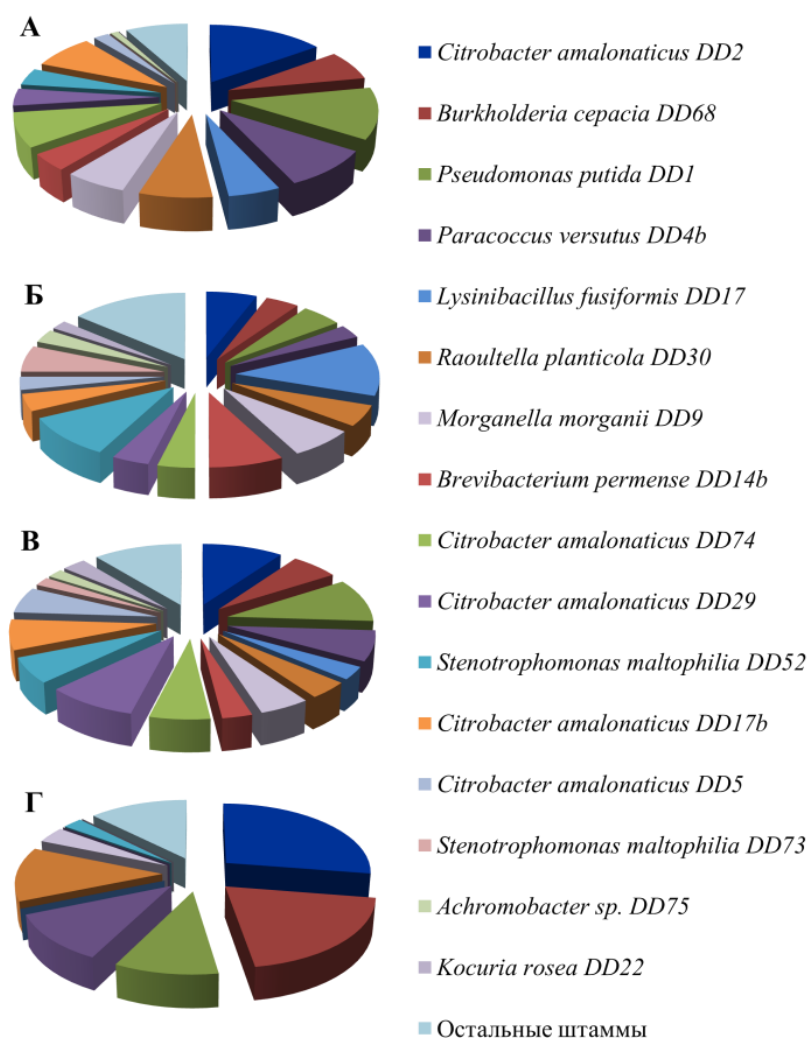 А
Б
В
Г
Citrobacter amalonaticus DD2
Burkholderia cepacia DD68
Pseudomonas putida DD1
Paracoccus versutus DD4b
Lysinibacillus fusiformis DD17
Raoultella planticola DD30
Morganella morganii DD9
Brevibacterium permense DD14b
Citrobacter amalonaticus DD74
Citrobacter amalonaticus DD29
Stenotrophomonas maltophilia DD52
Citrobacter amalonaticus DD17b
Citrobacter amalonaticus DD5
Stenotrophomonas maltophilia DD73
Achromobacter sp. DD75
Kocuria rosea DD22
Остальные штаммы